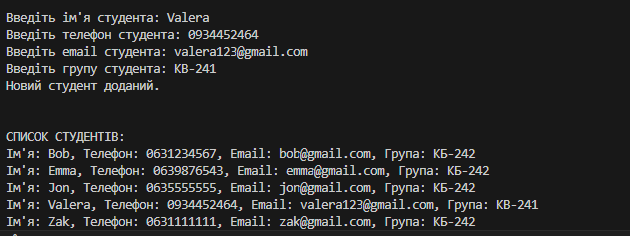 Введіть ім'я студента: Valera
Введіть телефон студента: 0934452464
Введіть email студента: valera123@gmail.com
Введіть групу студента: КВ-241
Новий студент доданий.
СПИСОК СТУДЕНТІВ:
Ім'я: Bob, Телефон: 0631234567, Email: bob@gmail.com, Група: КБ-242
Ім'я: Emma, Телефон: 0639876543, Email: emma@gmail.com, Група: КБ-242
Ім'я: Jon, Телефон: 0635555555, Email: jon@gmail.com, Група: КБ-242
Ім'я: Valera, Телефон: 0934452464, Email: valera123@gmail.com, Група: КВ-241
Ім'я: Zak, Телефон: 0631111111, Email: zak@gmail.com, Група: КБ-242